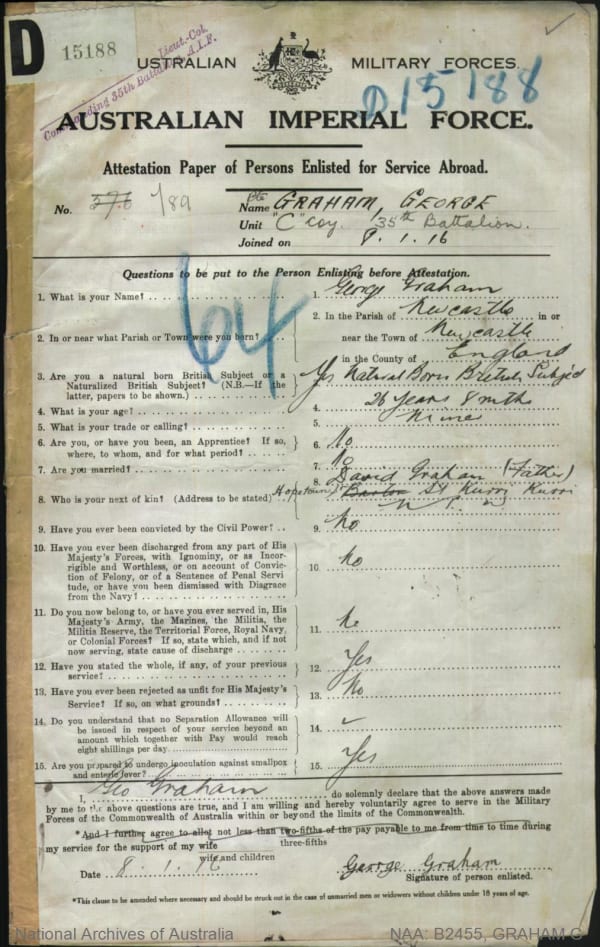 D
15188
Lieut.-Col.
Commanding 35th Battalion A.I.F.
USTRALIAN MILITARY FORCES.
D15188
AUSTRALIAN IMPERIAL FORCE.
Attestation Paper of Persons Enlisted for Service Abroad.
No. 376 789
Pte
Name GRAHAM, GEORGE
Unit "C" Coy 35th Battalion.
Joined on 8.1.16
64
Questions to be put to the Person Enlisting before Attestation.
1. What is your Name? 1. George Graham
2. In or near what Parish or Town were you born? 2. In the Parish of Newcastle in or
near the Town of Newcastle
in the County of England
3. Are you a natural born British Subject or a
Naturalized British Subject? (N.B.—If the
latter, papers to be shown.) 3. Yes Natural Born British Subject
4. What is your age? 4. 26 years 8 mths
5. What is your trade or calling? 5. Miner
6. Are you, or have you been, an Apprentice? If so,
where, to whom, and for what period? 6. No
7. Are you married? 7. No
8. Who is your next of kin? (Address to be stated) 8. David Graham (Father)
Hopetown St Barton St Kurri Kurri
N.S.W
9. Have you ever been convicted by the Civil Power? 9. No
10. Have you ever been discharged from any part of His
Majesty's Forces, with Ignominy, or as Incor-
rigible and Worthless, or on account of Convic-
tion of Felony, or of a Sentence of Penal Servi
tude, or have you been dismissed with Disgrace
from the Navy? 10. No
11. Do you now belong to, or have you ever served in, His
Majesty's Army, the Marines, the Militia, the
Militia Reserve, the Territorial Force, Royal Navy,
or Colonial Forces? If so, state which, and if not
now serving, state cause of discharge 11. No
12. Have you stated the whole, if any, of your previous
service? 12. Yes
13. Have you ever been rejected as unfit for His Majesty's
Service? If so, on what grounds? 13. No
14. Do you understand that no Separation Allowance will
be issued in respect of your service beyond an
amount which together with Pay would reach
eight shillings per day. 14.
15. Are you prepared to undergo inoculation against smallpox
and enteric fever? 15. Yes
I, Geo Graham do solemnly declare that the above answers made
by me to the above questions are true, and I am willing and hereby voluntarily agree to serve in the Military
Forces of the Commonwealth of Australia within or beyond the limits of the Commonwealth.
*And I further agree to allot not less than two-fifths of the pay payable to me from time to time during
three-fifths
my service for the support of my wife
wife and children
Date 8.1.16 George Graham
Signature of person enlisted.
*This clause to be amended where necessary and should be struck out in the case of unmarried men or widowers without children under 18 years of age.
National Archives of Australia NAA: B2455, GRAHAM G